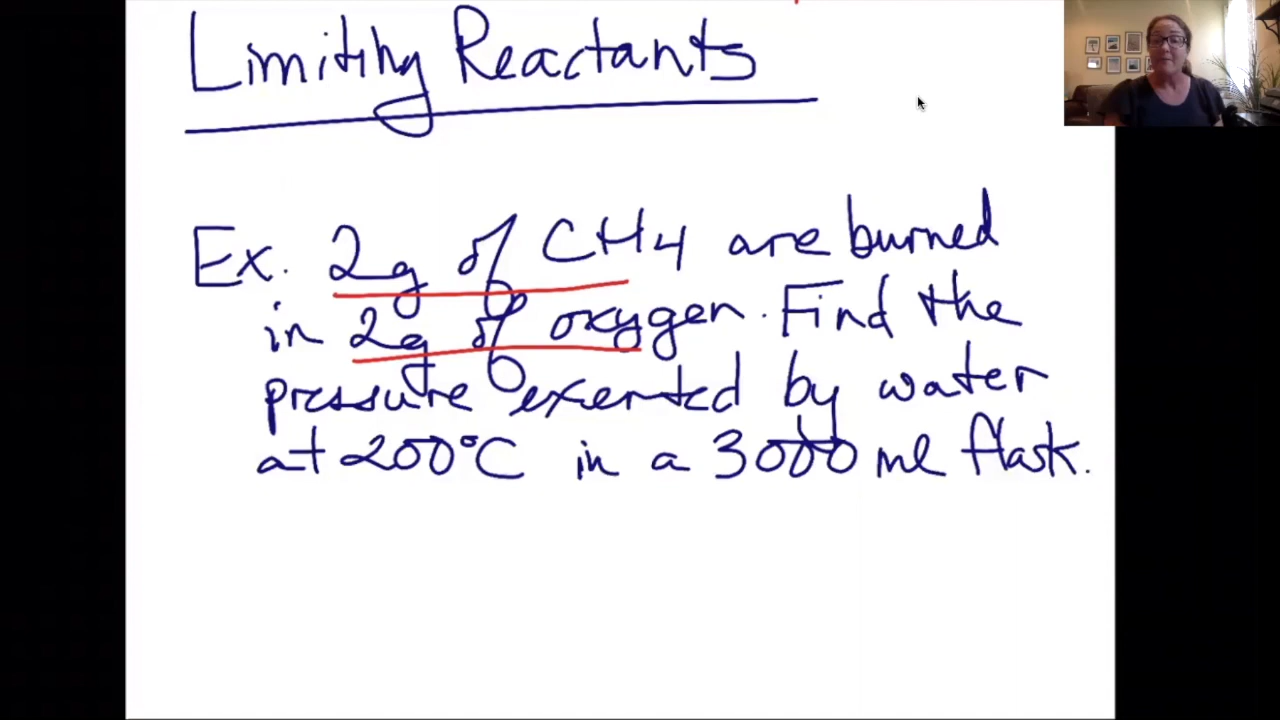 Limiting Reactants
Ex. 2g of CH4 are burned
in 2g of oxygen. Find the
pressure exerted by water
at 200°C in a 3000 ml flask.